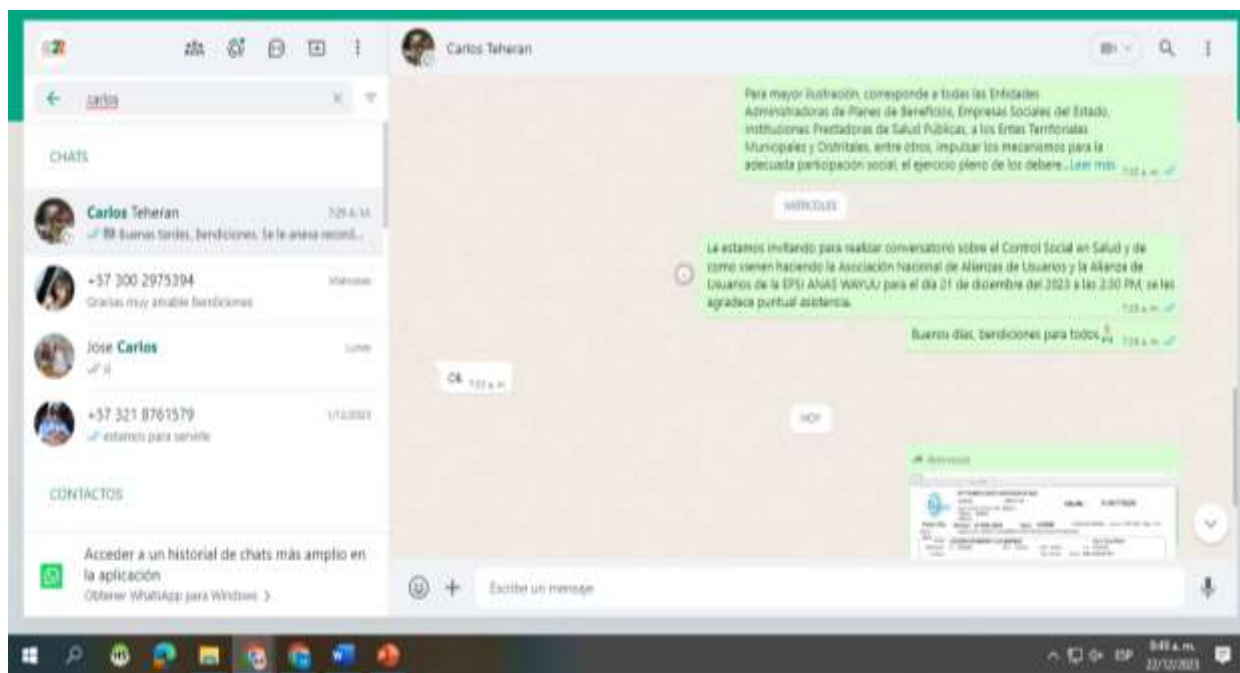 carlos
CHATS
Carlos Teheran
7:29 a. m.
Buenas tardes, Bendiciones. Se le anexa record...
+57 300 2975394
Miércoles
Gracias muy amable Bendiciones
Jose Carlos
Lunes
si
+57 321 8761579
1/12/2023
estamos para servirle
CONTACTOS
Acceder a un historial de chats más amplio en
la aplicación
Obtener WhatsApp para Windows
Carlos Teheran
Para mayor ilustración, corresponde a todas las Entidades
Administradoras de Planes de Beneficios, Empresas Sociales del Estado,
Instituciones Prestadoras de Salud Públicas, a los Entes Territoriales
Municipales y Distritales, entre otros, impulsar los mecanismos para la
adecuada participación social, el ejercicio pleno de los debere... Leer más
MIÉRCOLES
Le estamos invitando para realizar conversatorio sobre el Control Social en Salud y de
como vienen haciendo la Asociación Nacional de Alianzas de Usuarios y la Alianza de
Usuarios de la EPSI ANAS WAYUU para el día 21 de diciembre del 2023 a las 2:30 PM, se les
agradece puntual asistencia.
Buenos días, bendiciones para todos
Ok
HOY
Reenviado
Escribe un mensaje
ESP
22/12/2023